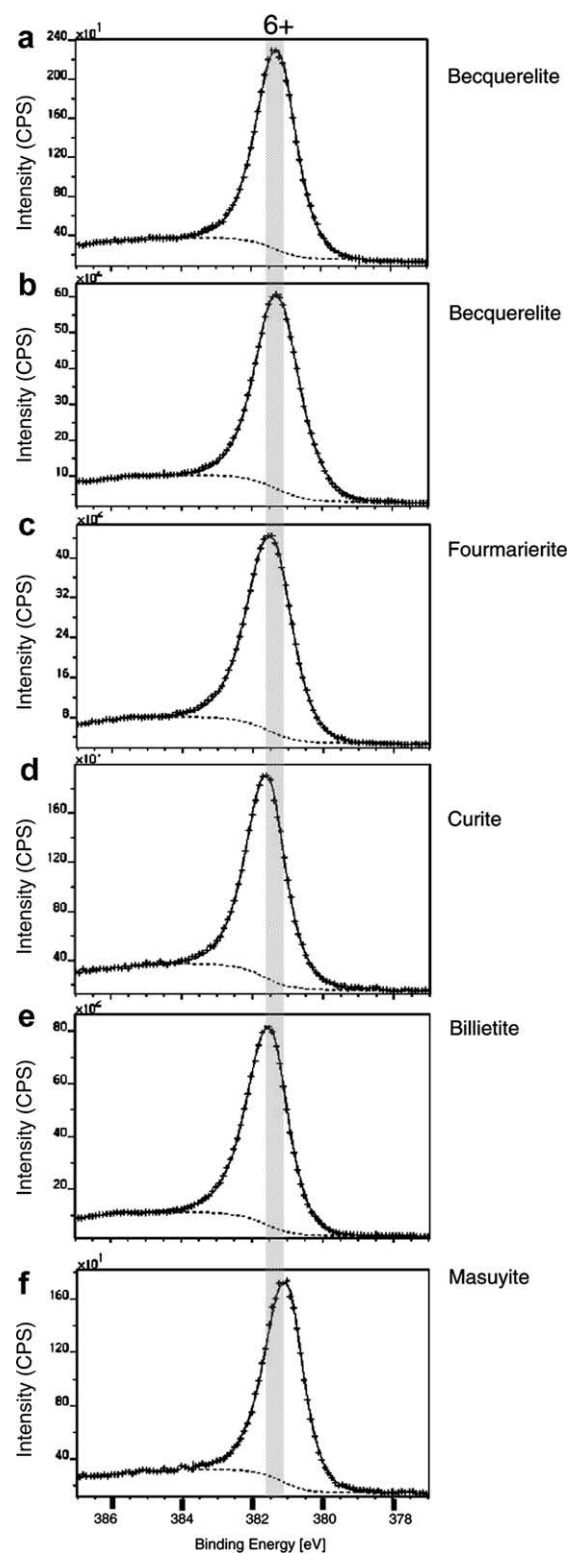 6+
a
×10¹
Becquerelite
Intensity (CPS)
240
200
160
120
80
40
b
Becquerelite
Intensity (CPS)
60
50
40
30
20
10
c
Fourmarierite
Intensity (CPS)
40
32
24
16
8
d
Curite
Intensity (CPS)
160
120
80
40
e
Billietite
Intensity (CPS)
80
60
40
20
f
×10¹
Masuyite
Intensity (CPS)
160
120
80
40
386 384 382 380 378
Binding Energy [eV]